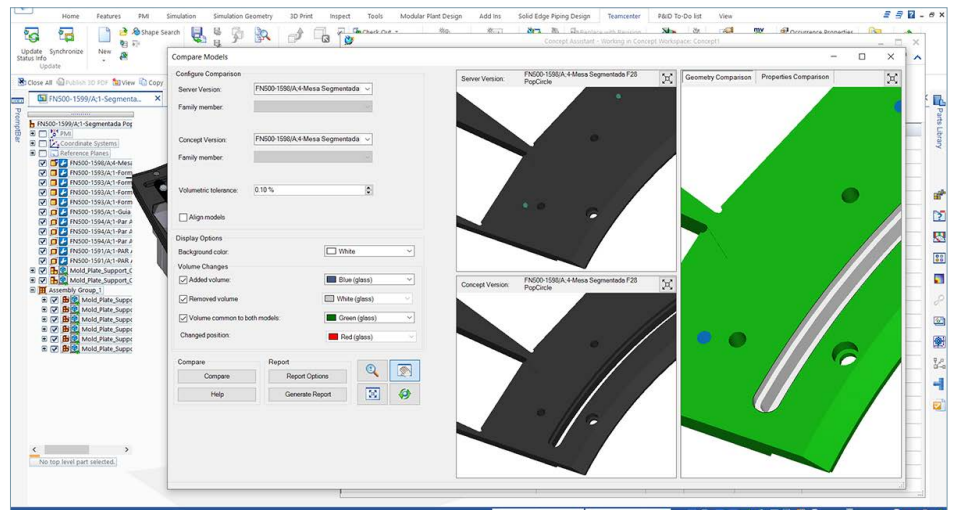 Home Features PMI Simulation Simulation Geometry 3D Print Inspect Tools Modular Plant Design Add Ins Solid Edge Piping Design Teamcenter P&ID To-Do list View
Shape Search
Check Out
Occurrence Properties
Update Synchronize New
Status Info
Update
Concept Assistant - Working in Concept Workspace: Concept1
Close All Publish 3D PDF View Copy
FN500-1599/A;1-Segmenta...
PromptBar
Parts Library
FN500-1599/A;1-Segmentada Pop
PMI
Coordinate Systems
Reference Planes
FN500-1598/A;4-Mesa
FN500-1593/A;1-Form
FN500-1593/A;1-Form
FN500-1593/A;1-Form
FN500-1593/A;1-Form
FN500-1595/A;1-Guia
FN500-1594/A;1-Par A
FN500-1594/A;1-Par A
FN500-1594/A;1-Par A
FN500-1591/A;1-PAR A
FN500-1591/A;1-PAR A
Mold_Plate_Support_C
Mold_Plate_Support_C
Assembly Group_1
Mold_Plate_Suppo
Mold_Plate_Suppo
Mold_Plate_Suppo
Mold_Plate_Suppo
Mold_Plate_Suppo
Mold_Plate_Suppo
No top level part selected.
Compare Models
Configure Comparison
Server Version: FN500-1598/A;4-Mesa Segmentada
Family member:
Concept Version: FN500-1598/A;4-Mesa Segmentada
Family member:
Volumetric tolerance: 0.10 %
Align models
Display Options
Background color: White
Volume Changes
Added volume: Blue (glass)
Removed volume White (glass)
Volume common to both models: Green (glass)
Changed position: Red (glass)
Compare Report
Compare Report Options
Help Generate Report
Server Version: FN500-1598/A;4-Mesa Segmentada F28
PopCircle
Concept Version: FN500-1598/A;4-Mesa Segmentada F28
PopCircle
Geometry Comparison Properties Comparison